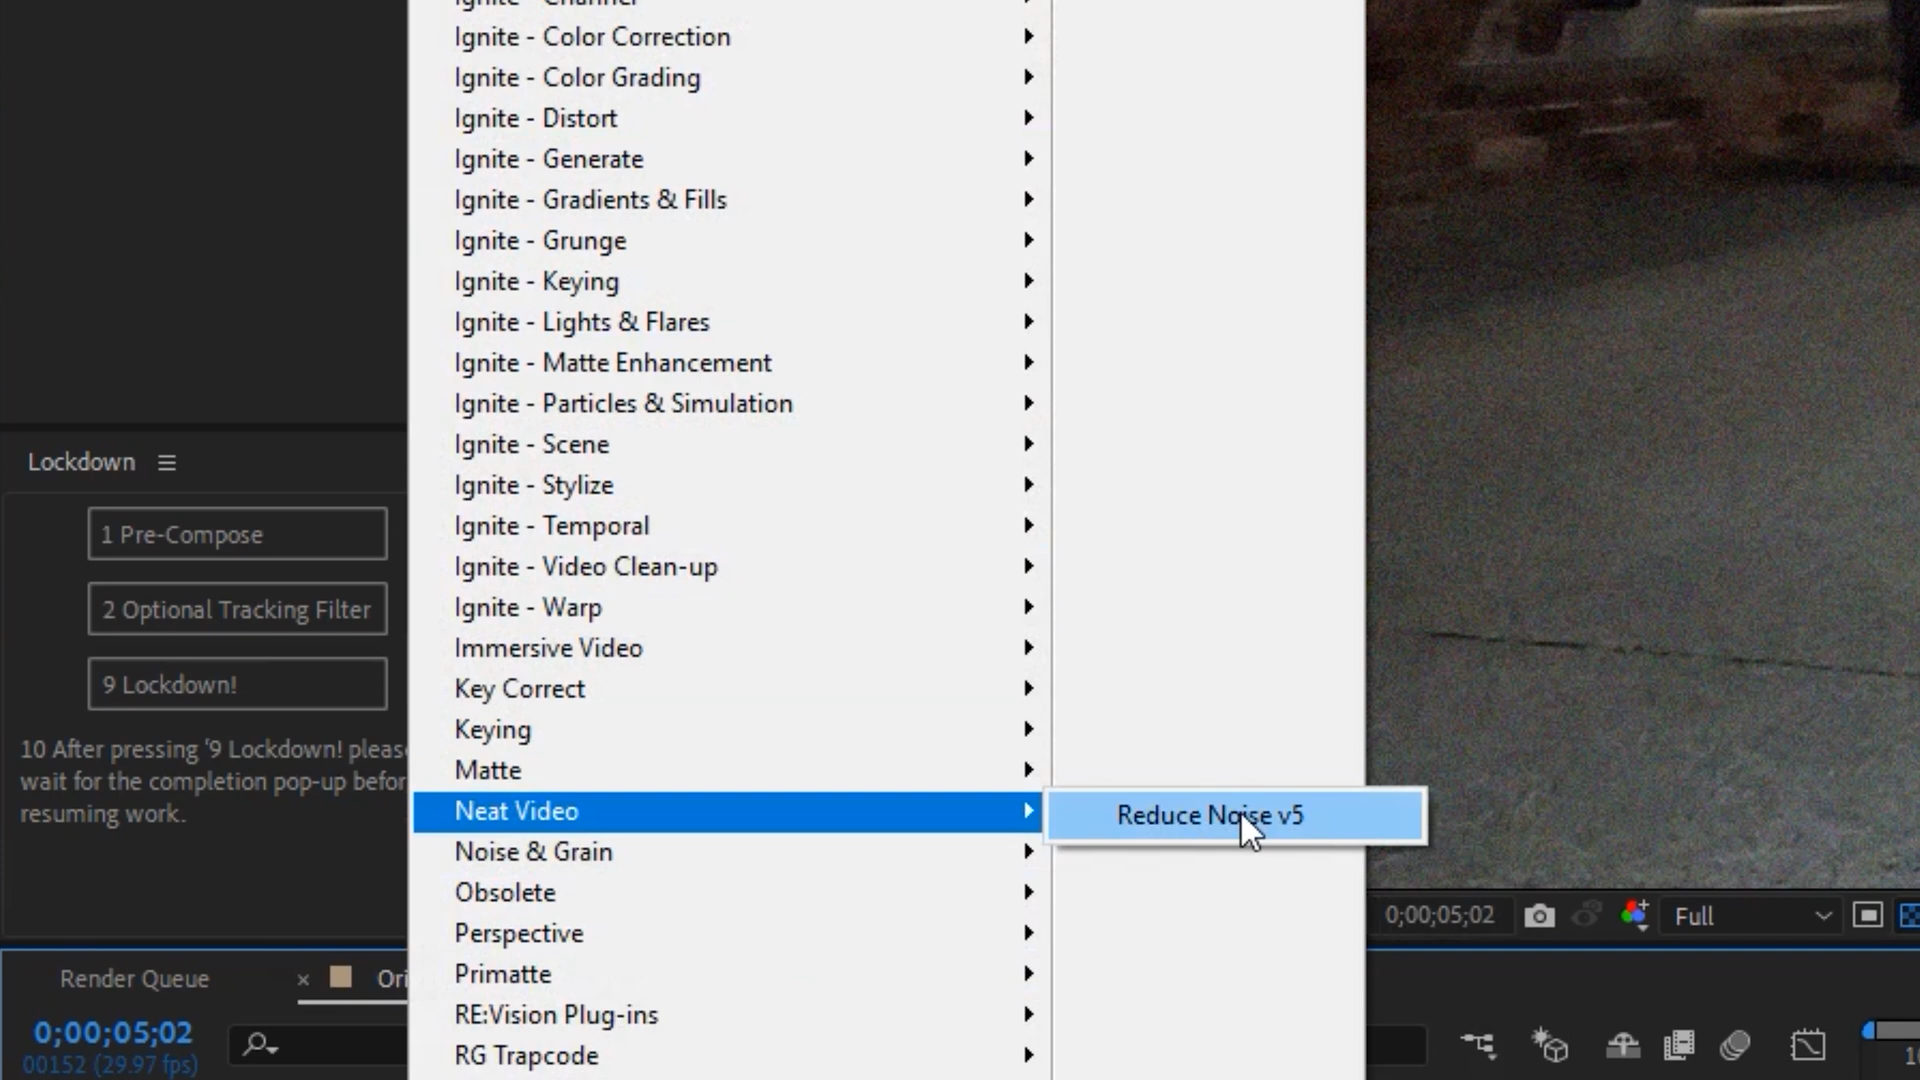 Ignite - Channel
Ignite - Color Correction
Ignite - Color Grading
Ignite - Distort
Ignite - Generate
Ignite - Gradients & Fills
Ignite - Grunge
Ignite - Keying
Ignite - Lights & Flares
Ignite - Matte Enhancement
Ignite - Particles & Simulation
Ignite - Scene
Ignite - Stylize
Ignite - Temporal
Ignite - Video Clean-up
Ignite - Warp
Immersive Video
Key Correct
Keying
Matte
Neat Video
Noise & Grain
Obsolete
Perspective
Primatte
RE:Vision Plug-ins
RG Trapcode
Reduce Noise v5
Lockdown
1 Pre-Compose
2 Optional Tracking Filter
9 Lockdown!
10 After pressing '9 Lockdown! pleas
wait for the completion pop-up befor
resuming work.
0;00;05;02
Full
Render Queue
Ori
0;00;05;02
00152 (29.97 fps)